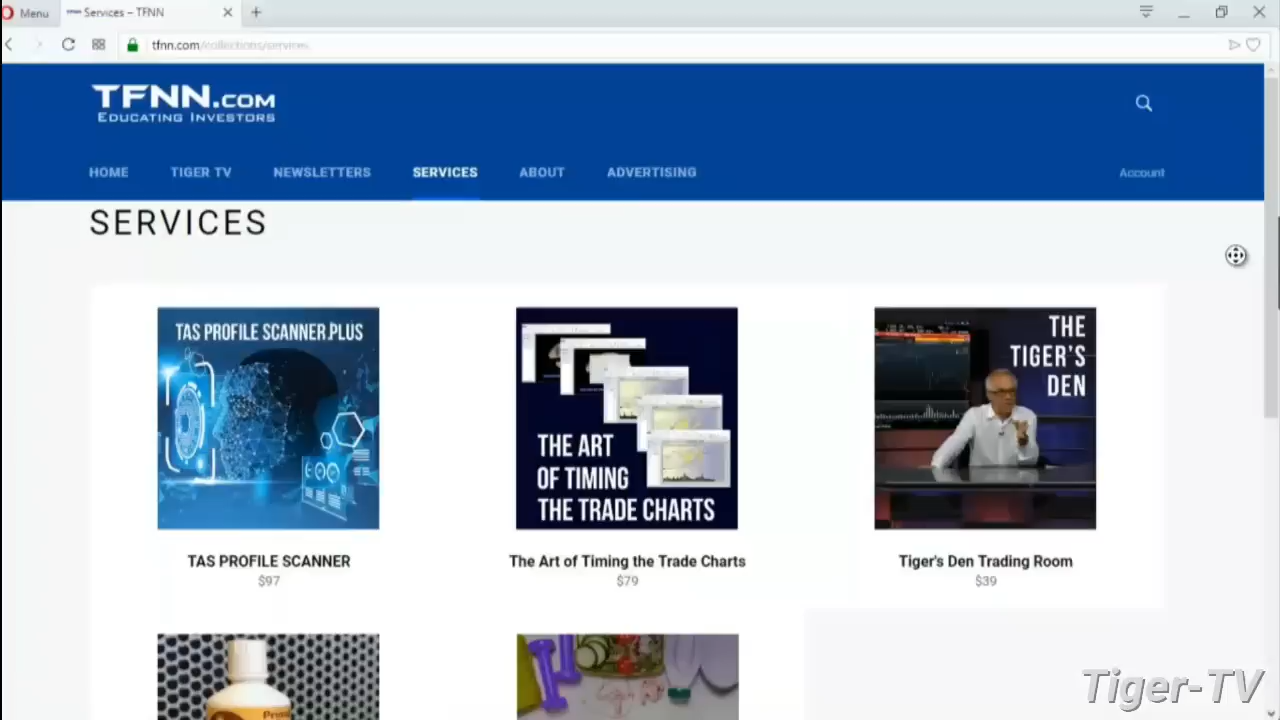 Menu
Services – TFNN
tfnn.com/collections/services
TFNN.COM
EDUCATING INVESTORS
HOME
TIGER TV
NEWSLETTERS
SERVICES
ABOUT
ADVERTISING
Account
SERVICES
TAS PROFILE SCANNER PLUS
THE ART
OF TIMING
THE TRADE CHARTS
THE
TIGER'S
DEN
TAS PROFILE SCANNER
$97
The Art of Timing the Trade Charts
$79
Tiger's Den Trading Room
$39
Tiger-TV